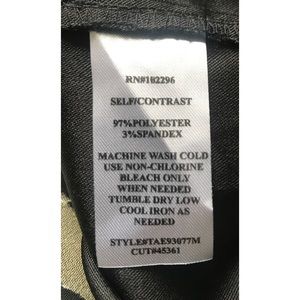 RN#102296
SELF/CONTRAST
97%POLYESTER
3%SPANDEX
MACHINE WASH COLD
USE NON-CHLORINE
BLEACH ONLY
WHEN NEEDED
TUMBLE DRY LOW
COOL IRON AS
NEEDED
STYLE#TAE93077M
CUT#45361